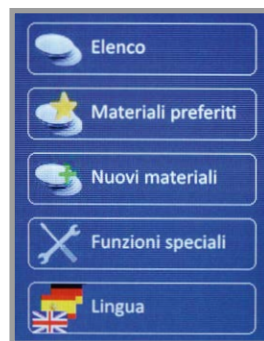 Elenco
Materiali preferiti
Nuovi materiali
Funzioni speciali
Lingua